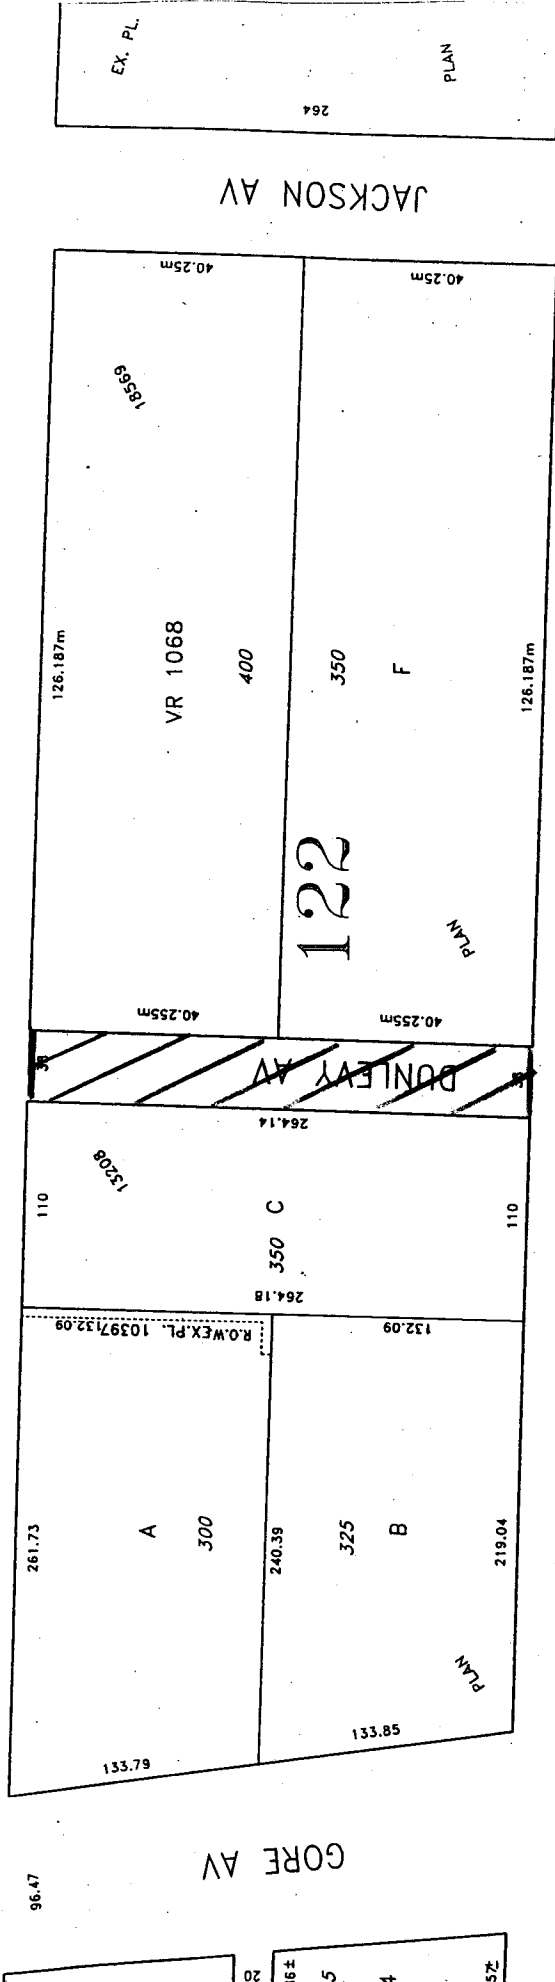 EX. PL.
PLAN
264
JACKSON AV
40.25m
40.25m
18569
126.187m
VR 1068
400
350
F
126.187m
122
PLAN
40.255m
40.255m
DUNLEVY AV
264.14
13208
110
C
350
110
264.18
R.O.W.EX.PL. 10397
132.09
132.09
261.73
A
300
240.39
325
B
219.04
PLAN
133.79
133.85
GORE AV
96.47
20